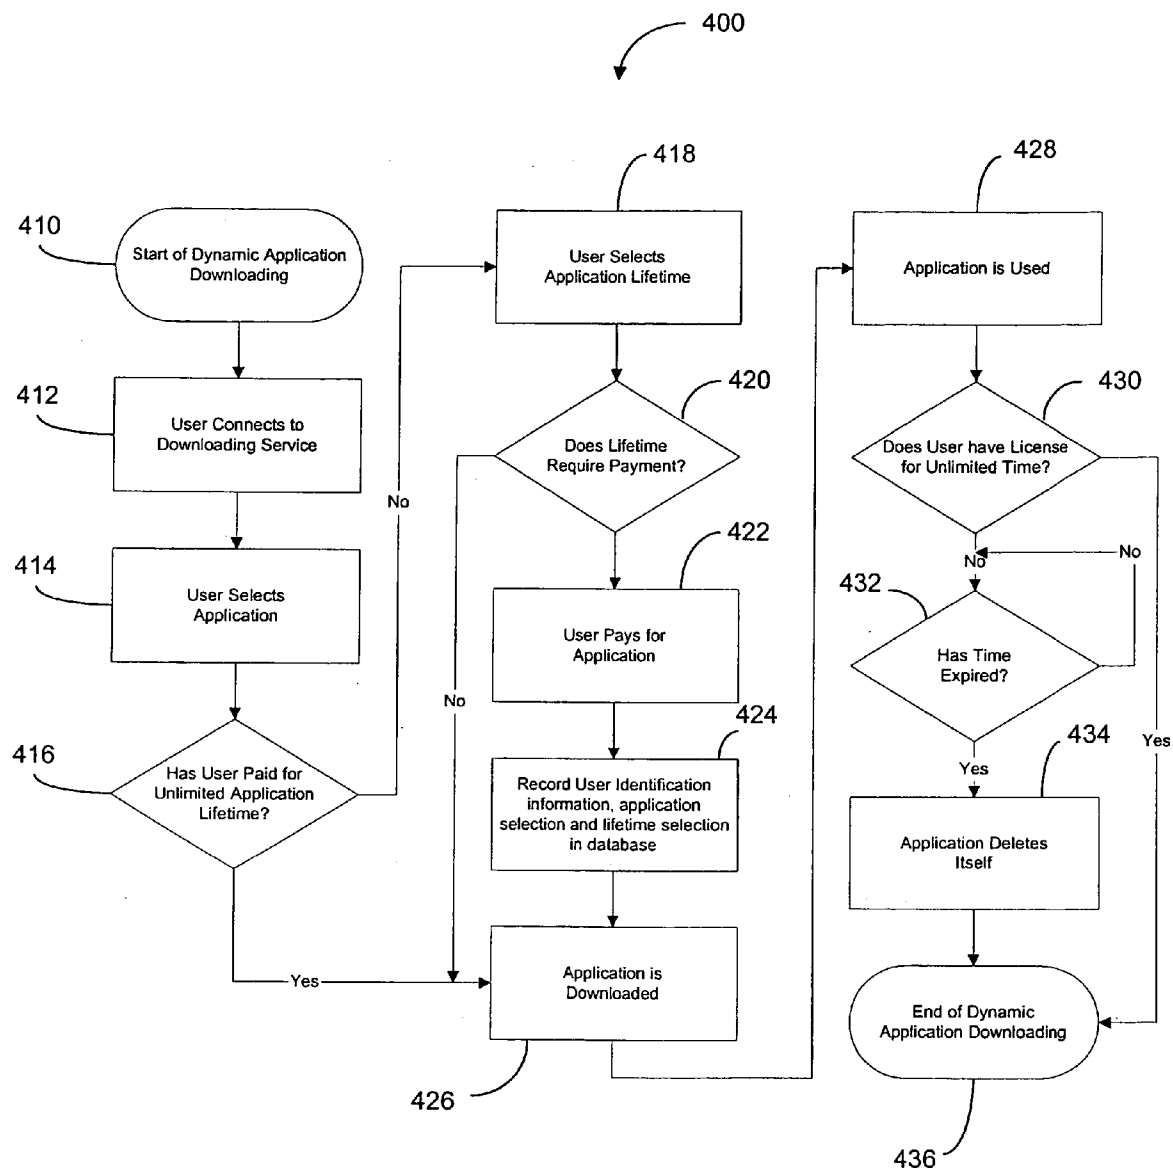 400
410
Start of Dynamic Application
Downloading
412
User Connects to
Downloading Service
414
User Selects
Application
416
Has User Paid for
Unlimited Application
Lifetime?
No
Yes
418
User Selects
Application Lifetime
420
Does Lifetime
Require Payment?
No
422
User Pays for
Application
424
Record User Identification
information, application
selection and lifetime selection
in database
Application is
Downloaded
426
428
Application is Used
430
Does User have License
for Unlimited Time?
No
No
432
Has Time
Expired?
Yes
Yes
434
Application Deletes
Itself
End of Dynamic
Application Downloading
436